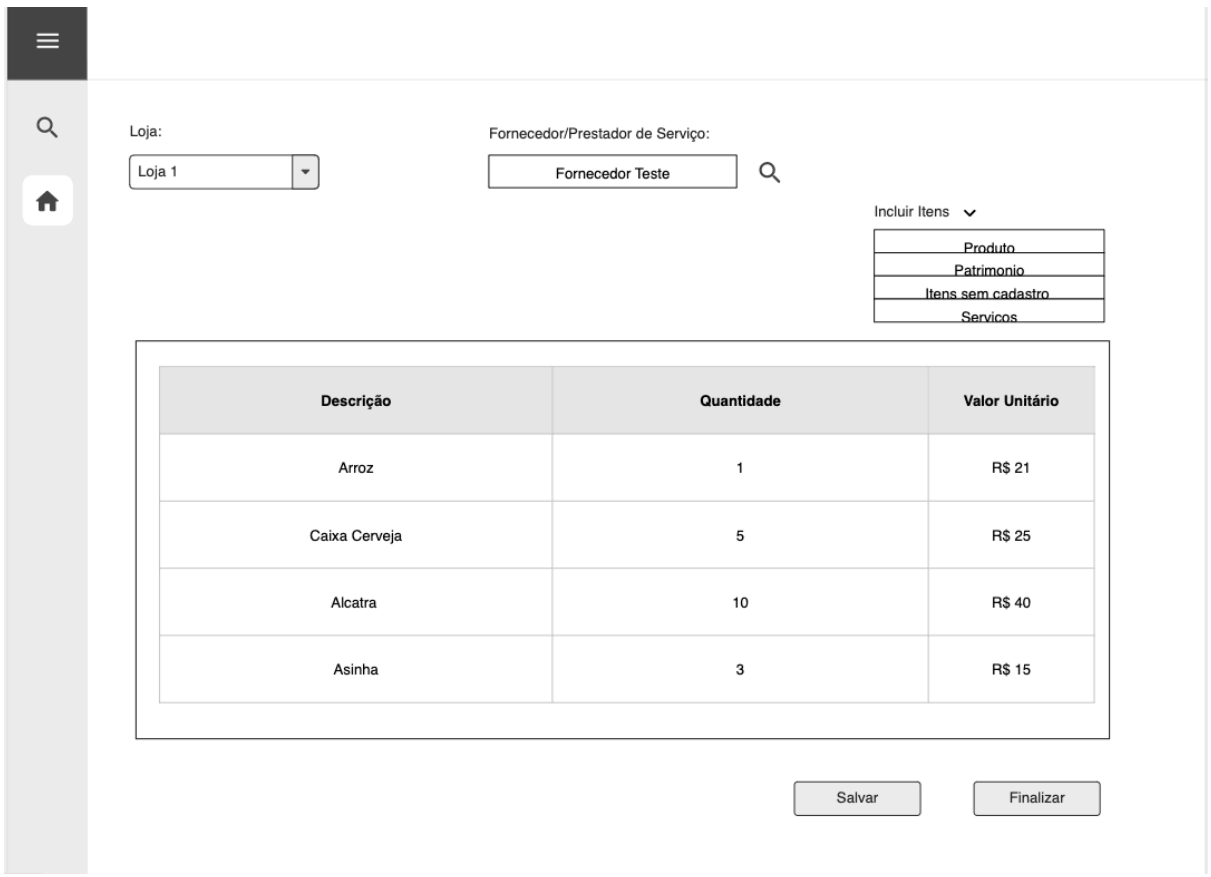 Loja:
Fornecedor/Prestador de Serviço:
Loja 1
Fornecedor Teste
Incluir Itens
Produto
Patrimonio
Itens sem cadastro
Servicos
Descrição Quantidade Valor Unitário
Arroz 1 R$ 21
Caixa Cerveja 5 R$ 25
Alcatra 10 R$ 40
Asinha 3 R$ 15
Salvar Finalizar